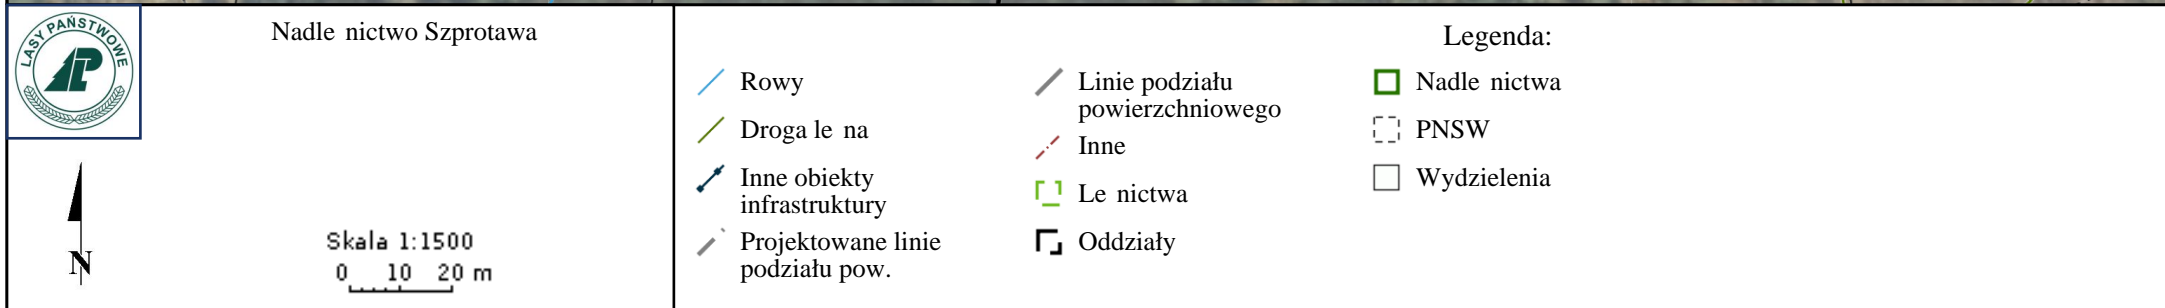 LASY PAŃSTWOWE
Nadle nictwo Szprotawa
N
Skala 1:1500
0 10 20 m
Legenda:
Rowy
Droga le na
Inne obiekty
infrastruktury
Projektowane linie
podziału pow.
Linie podziału
powierzchniowego
Inne
Le nictwa
Oddziały
Nadle nictwa
PNSW
Wydzielenia